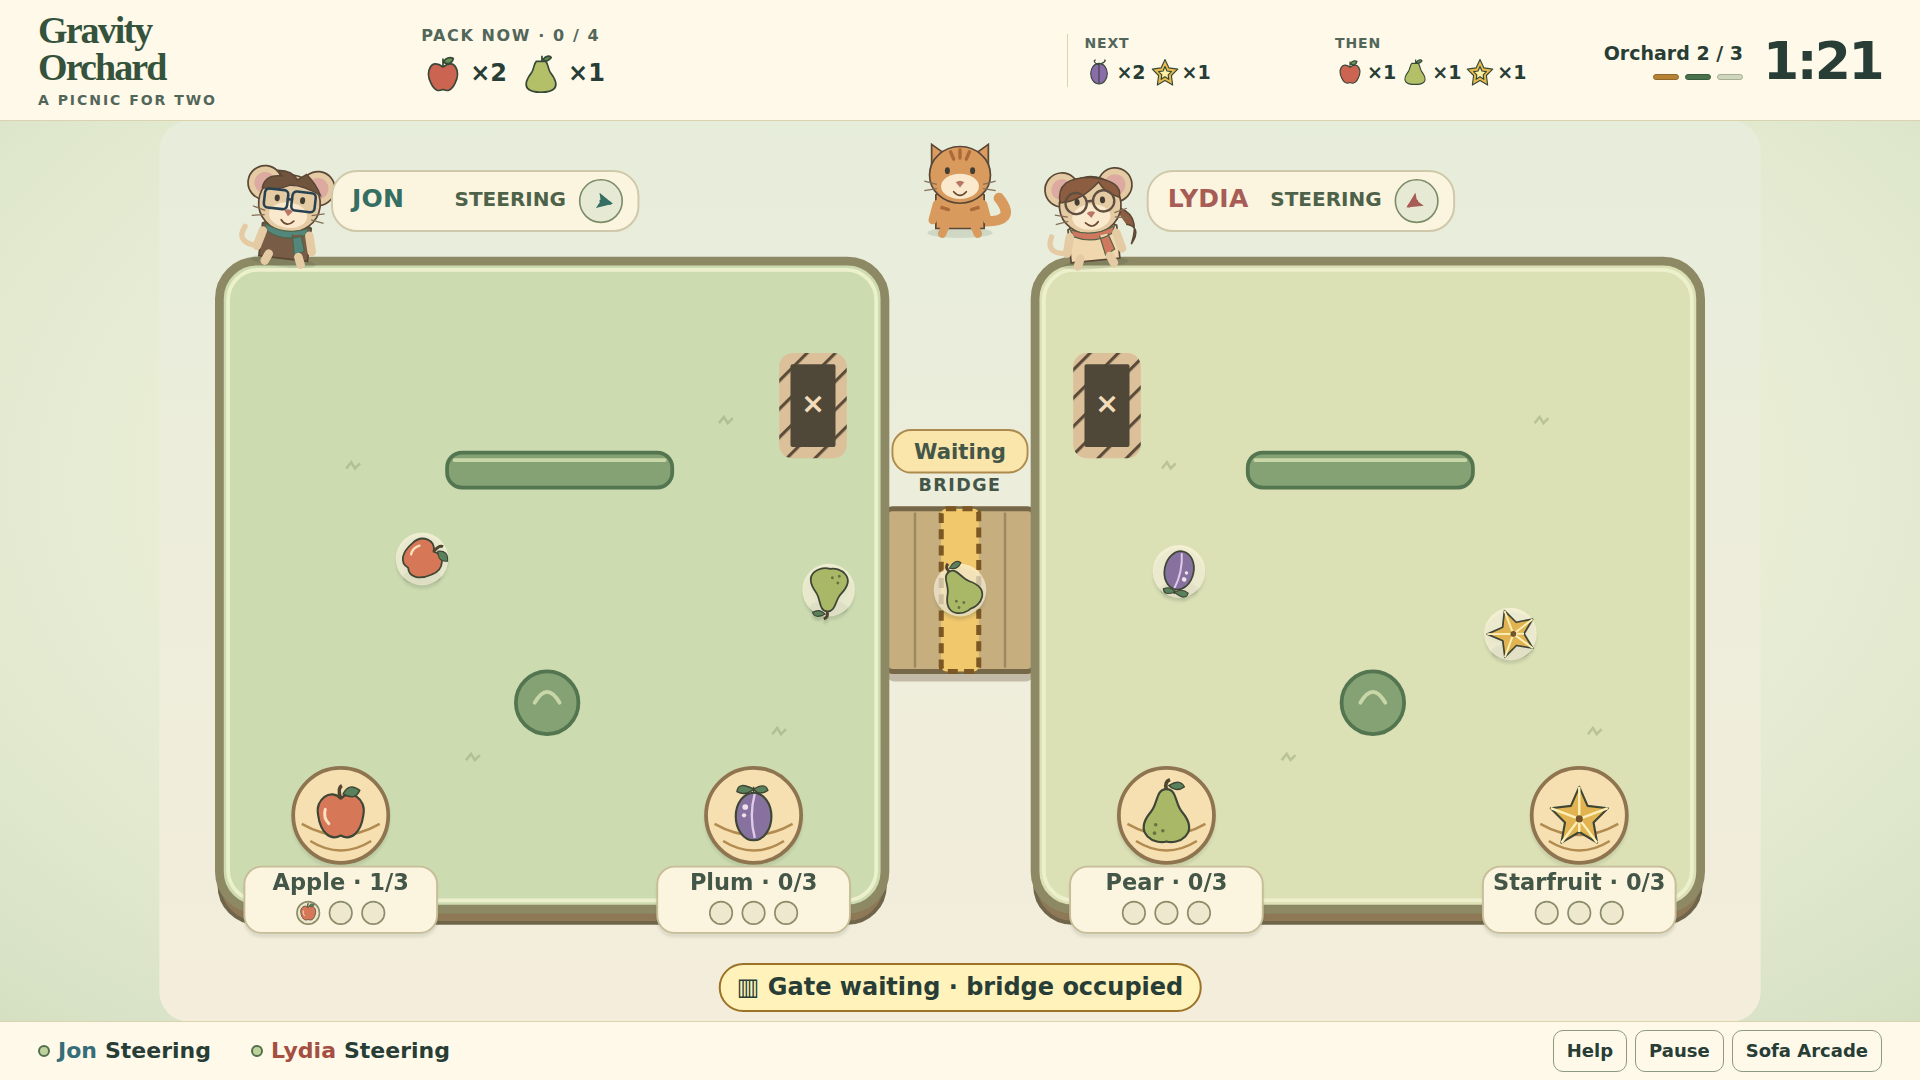 Gravity
Orchard
A PICNIC FOR TWO
PACK NOW · 0 / 4
×2 ×1
NEXT
×2 ×1
THEN
×1 ×1 ×1
Orchard 2 / 3
1:21
JON STEERING
LYDIA STEERING
×
×
Waiting
BRIDGE
Apple · 1/3
Plum · 0/3
Pear · 0/3
Starfruit · 0/3
Gate waiting · bridge occupied
Jon Steering
Lydia Steering
Help
Pause
Sofa Arcade